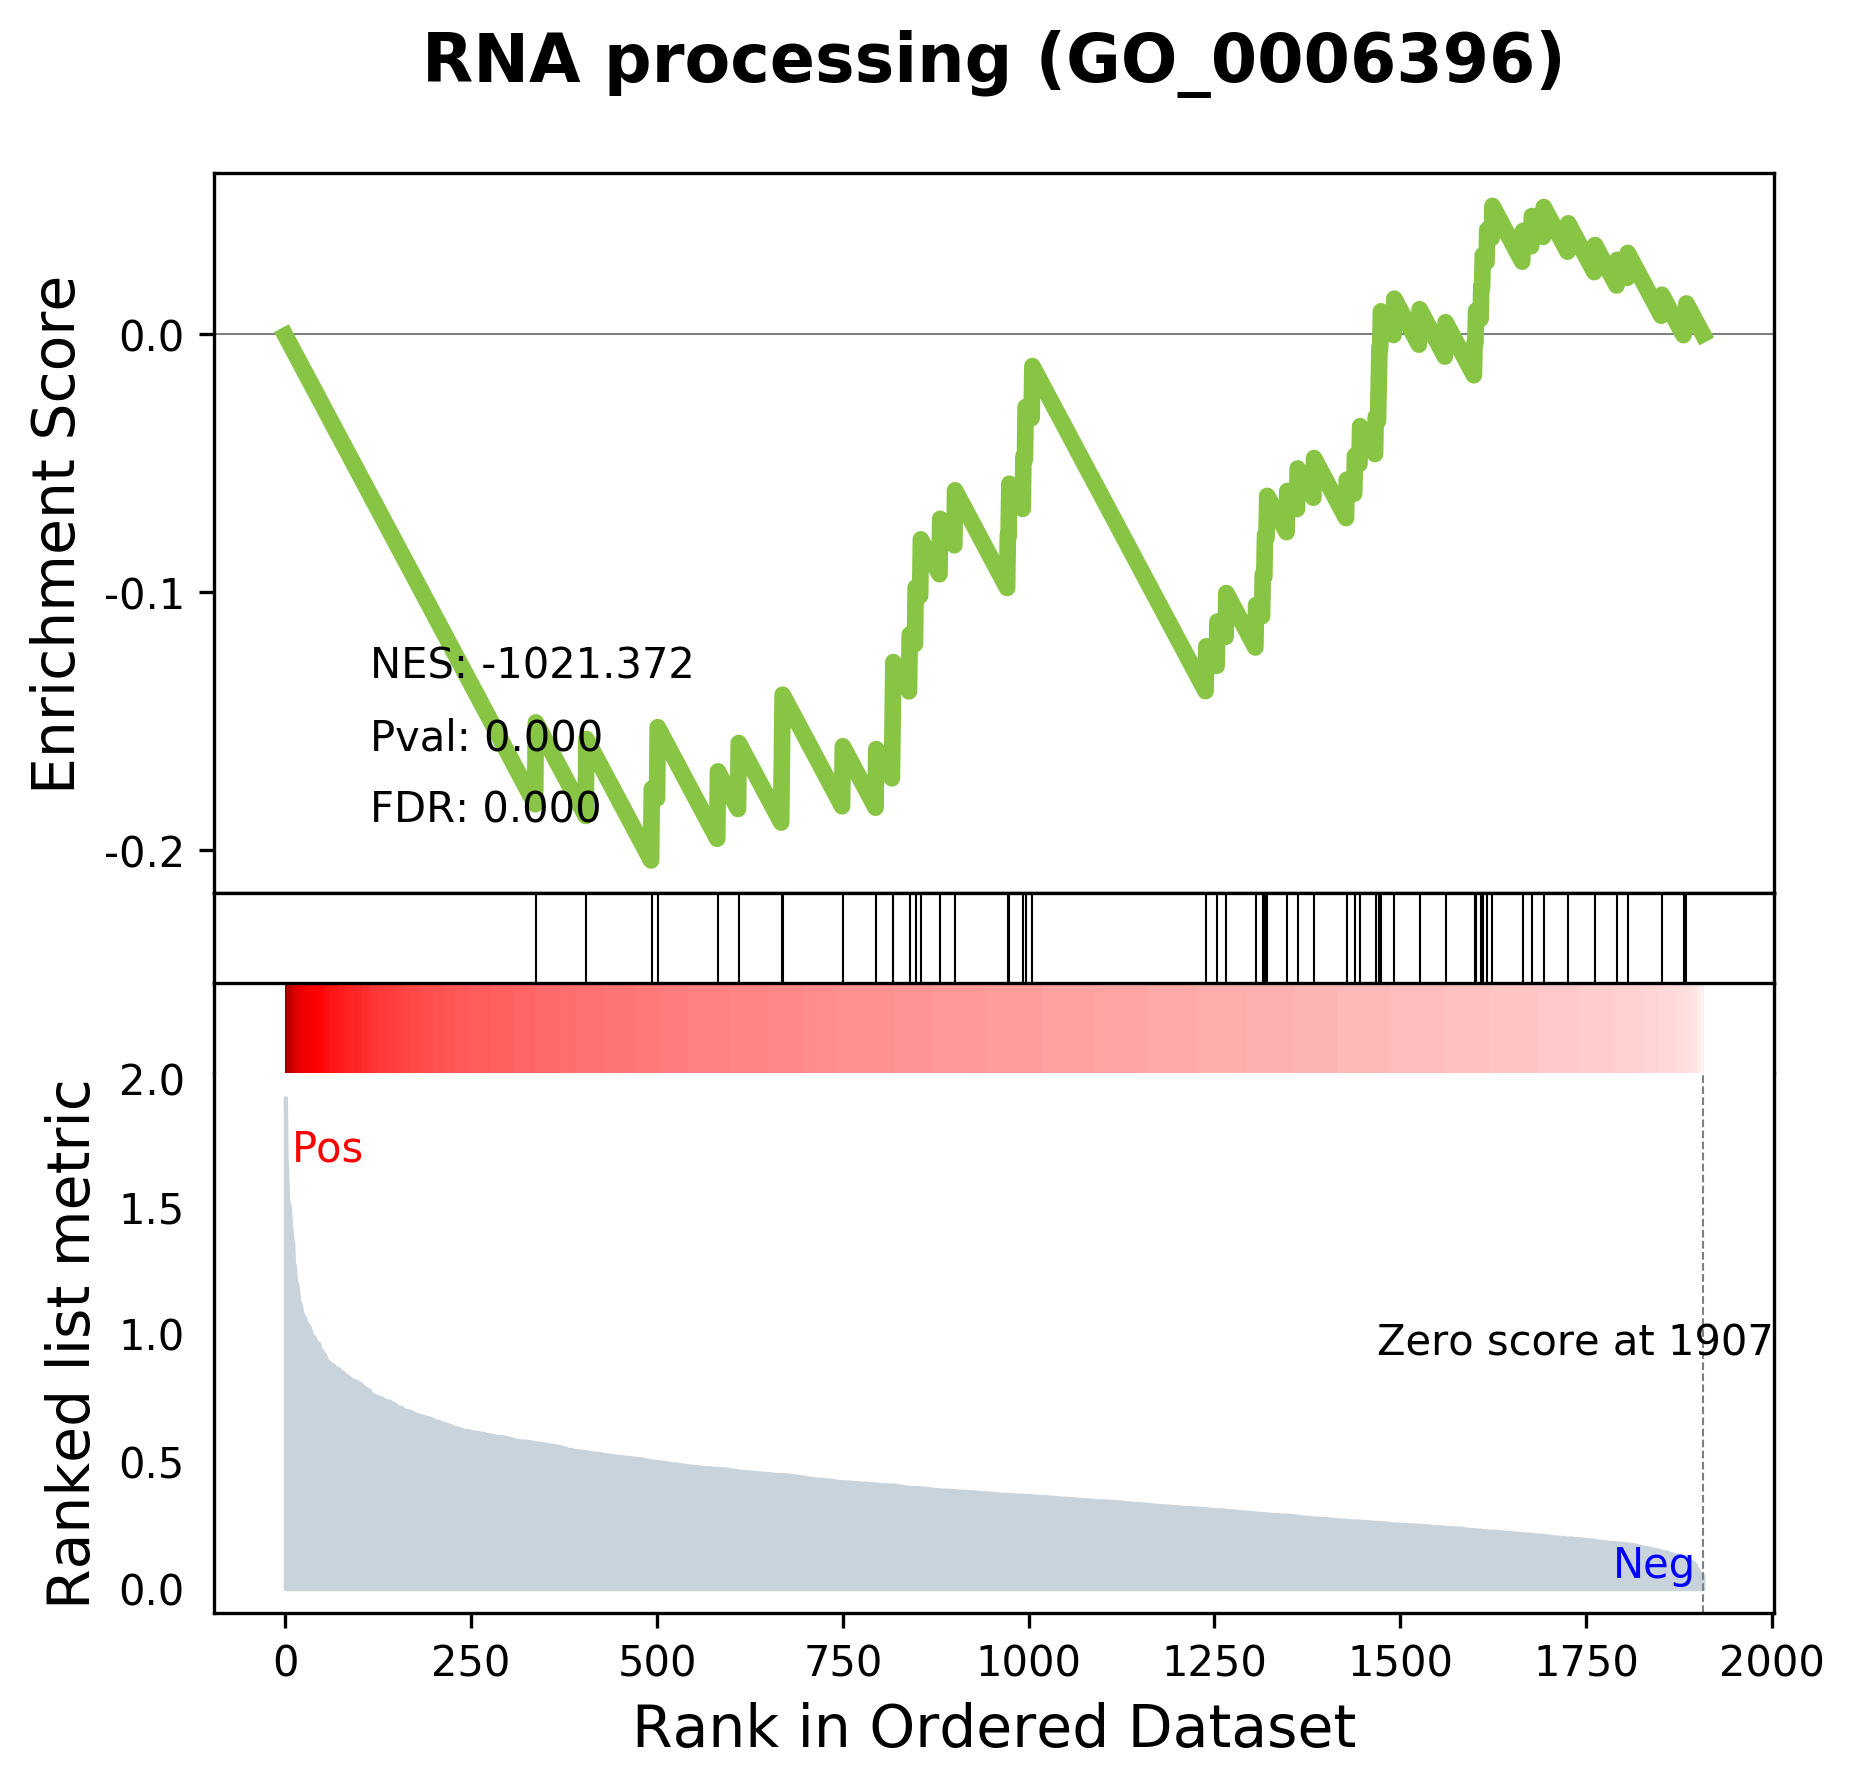 RNA processing (GO_0006396)
Enrichment Score
0.0
-0.1
-0.2
NES: -1021.372
Pval: 0.000
FDR: 0.000
Ranked list metric
2.0
1.5
1.0
0.5
0.0
Pos
Zero score at 1907
Neg
0 250 500 750 1000 1250 1500 1750 2000
Rank in Ordered Dataset